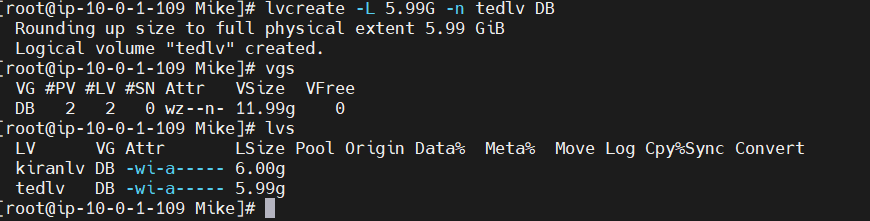 [root@ip-10-0-1-109 Mike]# lvcreate -L 5.99G -n tedlv DB
  Rounding up size to full physical extent 5.99 GiB
  Logical volume "tedlv" created.
[root@ip-10-0-1-109 Mike]# vgs
  VG #PV #LV #SN Attr   VSize  VFree
  DB   2   2   0 wz--n- 11.99g    0
[root@ip-10-0-1-109 Mike]# lvs
  LV      VG Attr       LSize Pool Origin Data%  Meta%  Move Log Cpy%Sync Convert
  kiranlv DB -wi-a----- 6.00g
  tedlv   DB -wi-a----- 5.99g
[root@ip-10-0-1-109 Mike]#